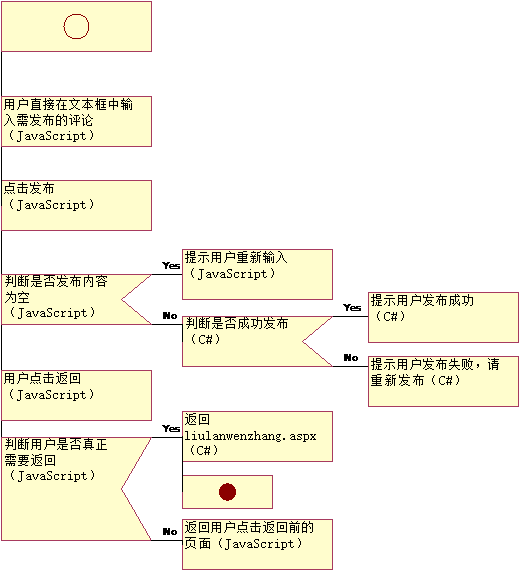 用户直接在文本框中输
入需发布的评论
（JavaScript）
点击发布
（JavaScript）
判断是否发布内容
为空
（JavaScript）
Yes
提示用户重新输入
（JavaScript）
No
判断是否成功发布
（C#）
Yes
提示用户发布成功
（C#）
No
提示用户发布失败，请
重新发布（C#）
用户点击返回
（JavaScript）
判断用户是否真正
需要返回
（JavaScript）
Yes
返回
liulanwenzhang.aspx
（C#）
No
返回用户点击返回前的
页面（JavaScript）